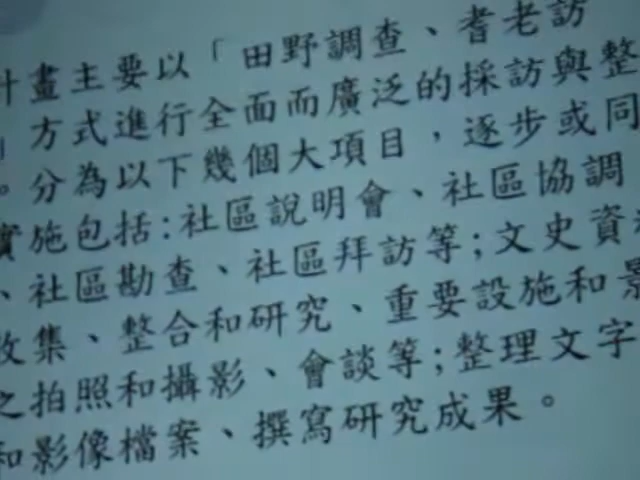 計畫主要以「田野調查、耆老訪
」方式進行全面而廣泛的採訪與整
。分為以下幾個大項目，逐步或同
實施包括:社區說明會、社區協調
、社區勘查、社區拜訪等;文史資
收集、整合和研究、重要設施和影
之拍照和攝影、會談等;整理文字
和影像檔案、撰寫研究成果。